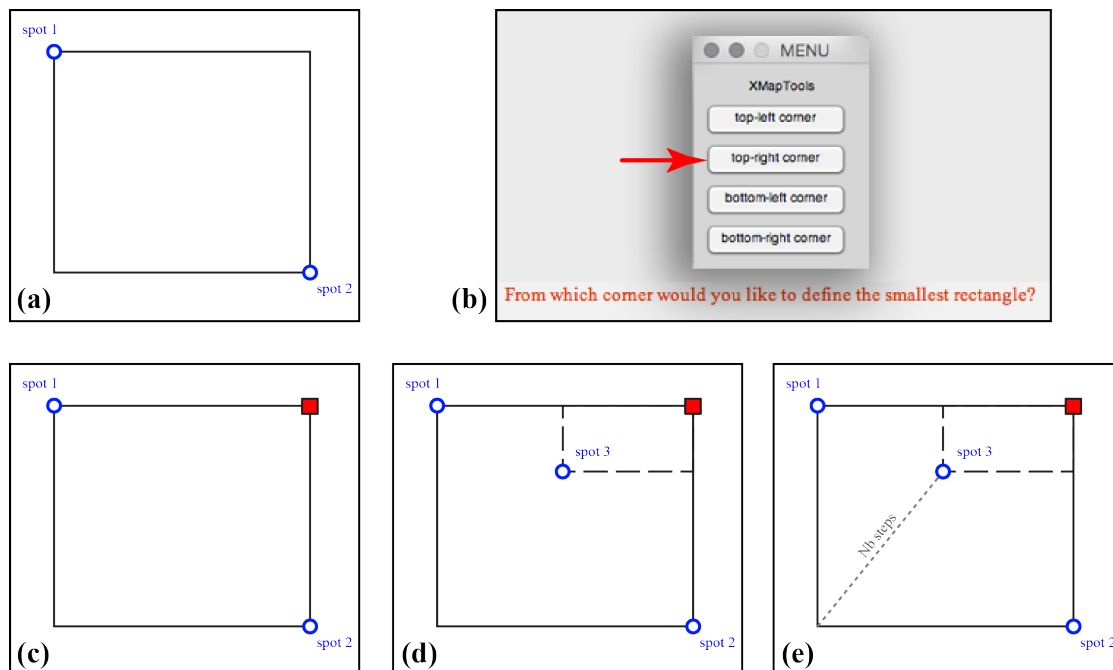 spot 1
spot 2
(a)
MENU
XMapTools
top-left corner
top-right corner
bottom-left corner
bottom-right corner
(b)
From which corner would you like to define the smallest rectangle?
spot 1
spot 2
(c)
spot 1
spot 3
spot 2
(d)
spot 1
spot 3
Nb steps
spot 2
(e)